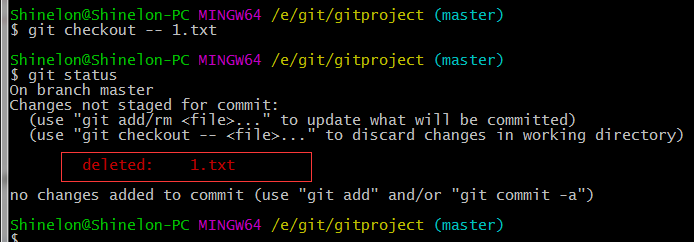 Shinelon@Shinelon-PC MINGW64 /e/git/gitproject (master)
$ git checkout -- 1.txt
Shinelon@Shinelon-PC MINGW64 /e/git/gitproject (master)
$ git status
On branch master
Changes not staged for commit:
  (use "git add/rm <file>..." to update what will be committed)
  (use "git checkout -- <file>..." to discard changes in working directory)
        deleted:    1.txt
no changes added to commit (use "git add" and/or "git commit -a")
Shinelon@Shinelon-PC MINGW64 /e/git/gitproject (master)
$